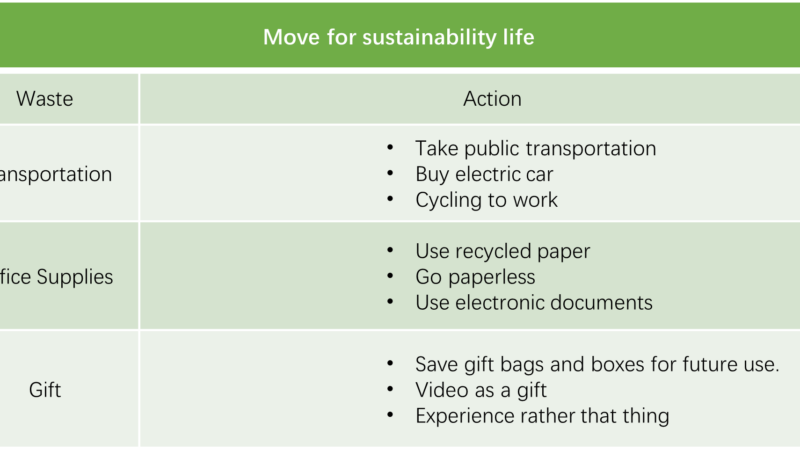 Move for sustainability life
Waste
Action
ansportation
• Take public transportation
• Buy electric car
• Cycling to work
fice Supplies
• Use recycled paper
• Go paperless
• Use electronic documents
Gift
• Save gift bags and boxes for future use.
• Video as a gift
• Experience rather that thing